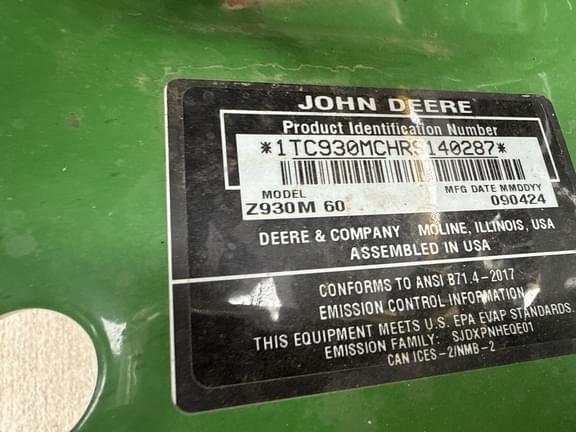 JOHN DEERE
Product Identification Number
*1TC930MCHRS140287*
MODEL MFG DATE MMDDYY
Z930M 60 090424
DEERE & COMPANY MOLINE, ILLINOIS, USA
ASSEMBLED IN USA
CONFORMS TO ANSI B71.4-2017
EMISSION CONTROL INFORMATION
THIS EQUIPMENT MEETS U.S. EPA EVAP STANDARDS.
EMISSION FAMILY: SJDXPNHEQE01
CAN ICES-2/NMB-2